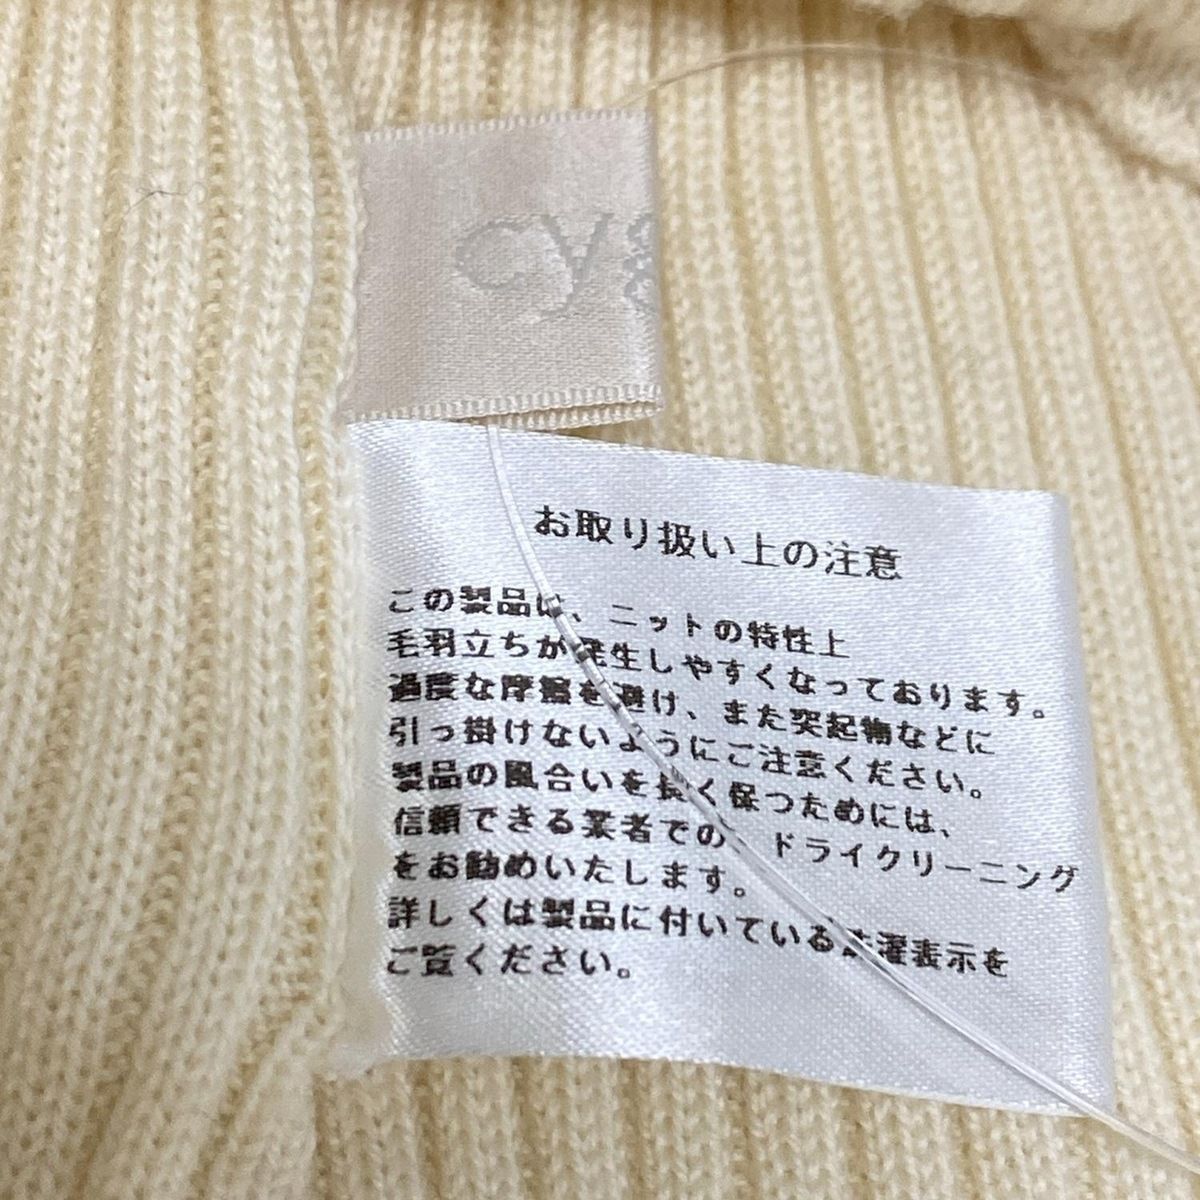 cy
お取り扱い上の注意
この製品は、ニットの特性上
毛羽立ちが発生しやすくなっております。
過度な摩擦を避け、また突起物などに
引っ掛けないようにご注意ください。
製品の風合いを長く保つためには、
信頼できる業者での ドライクリーニング
をお勧めいたします。
詳しくは製品に付いている洗濯表示を
ご覧ください。